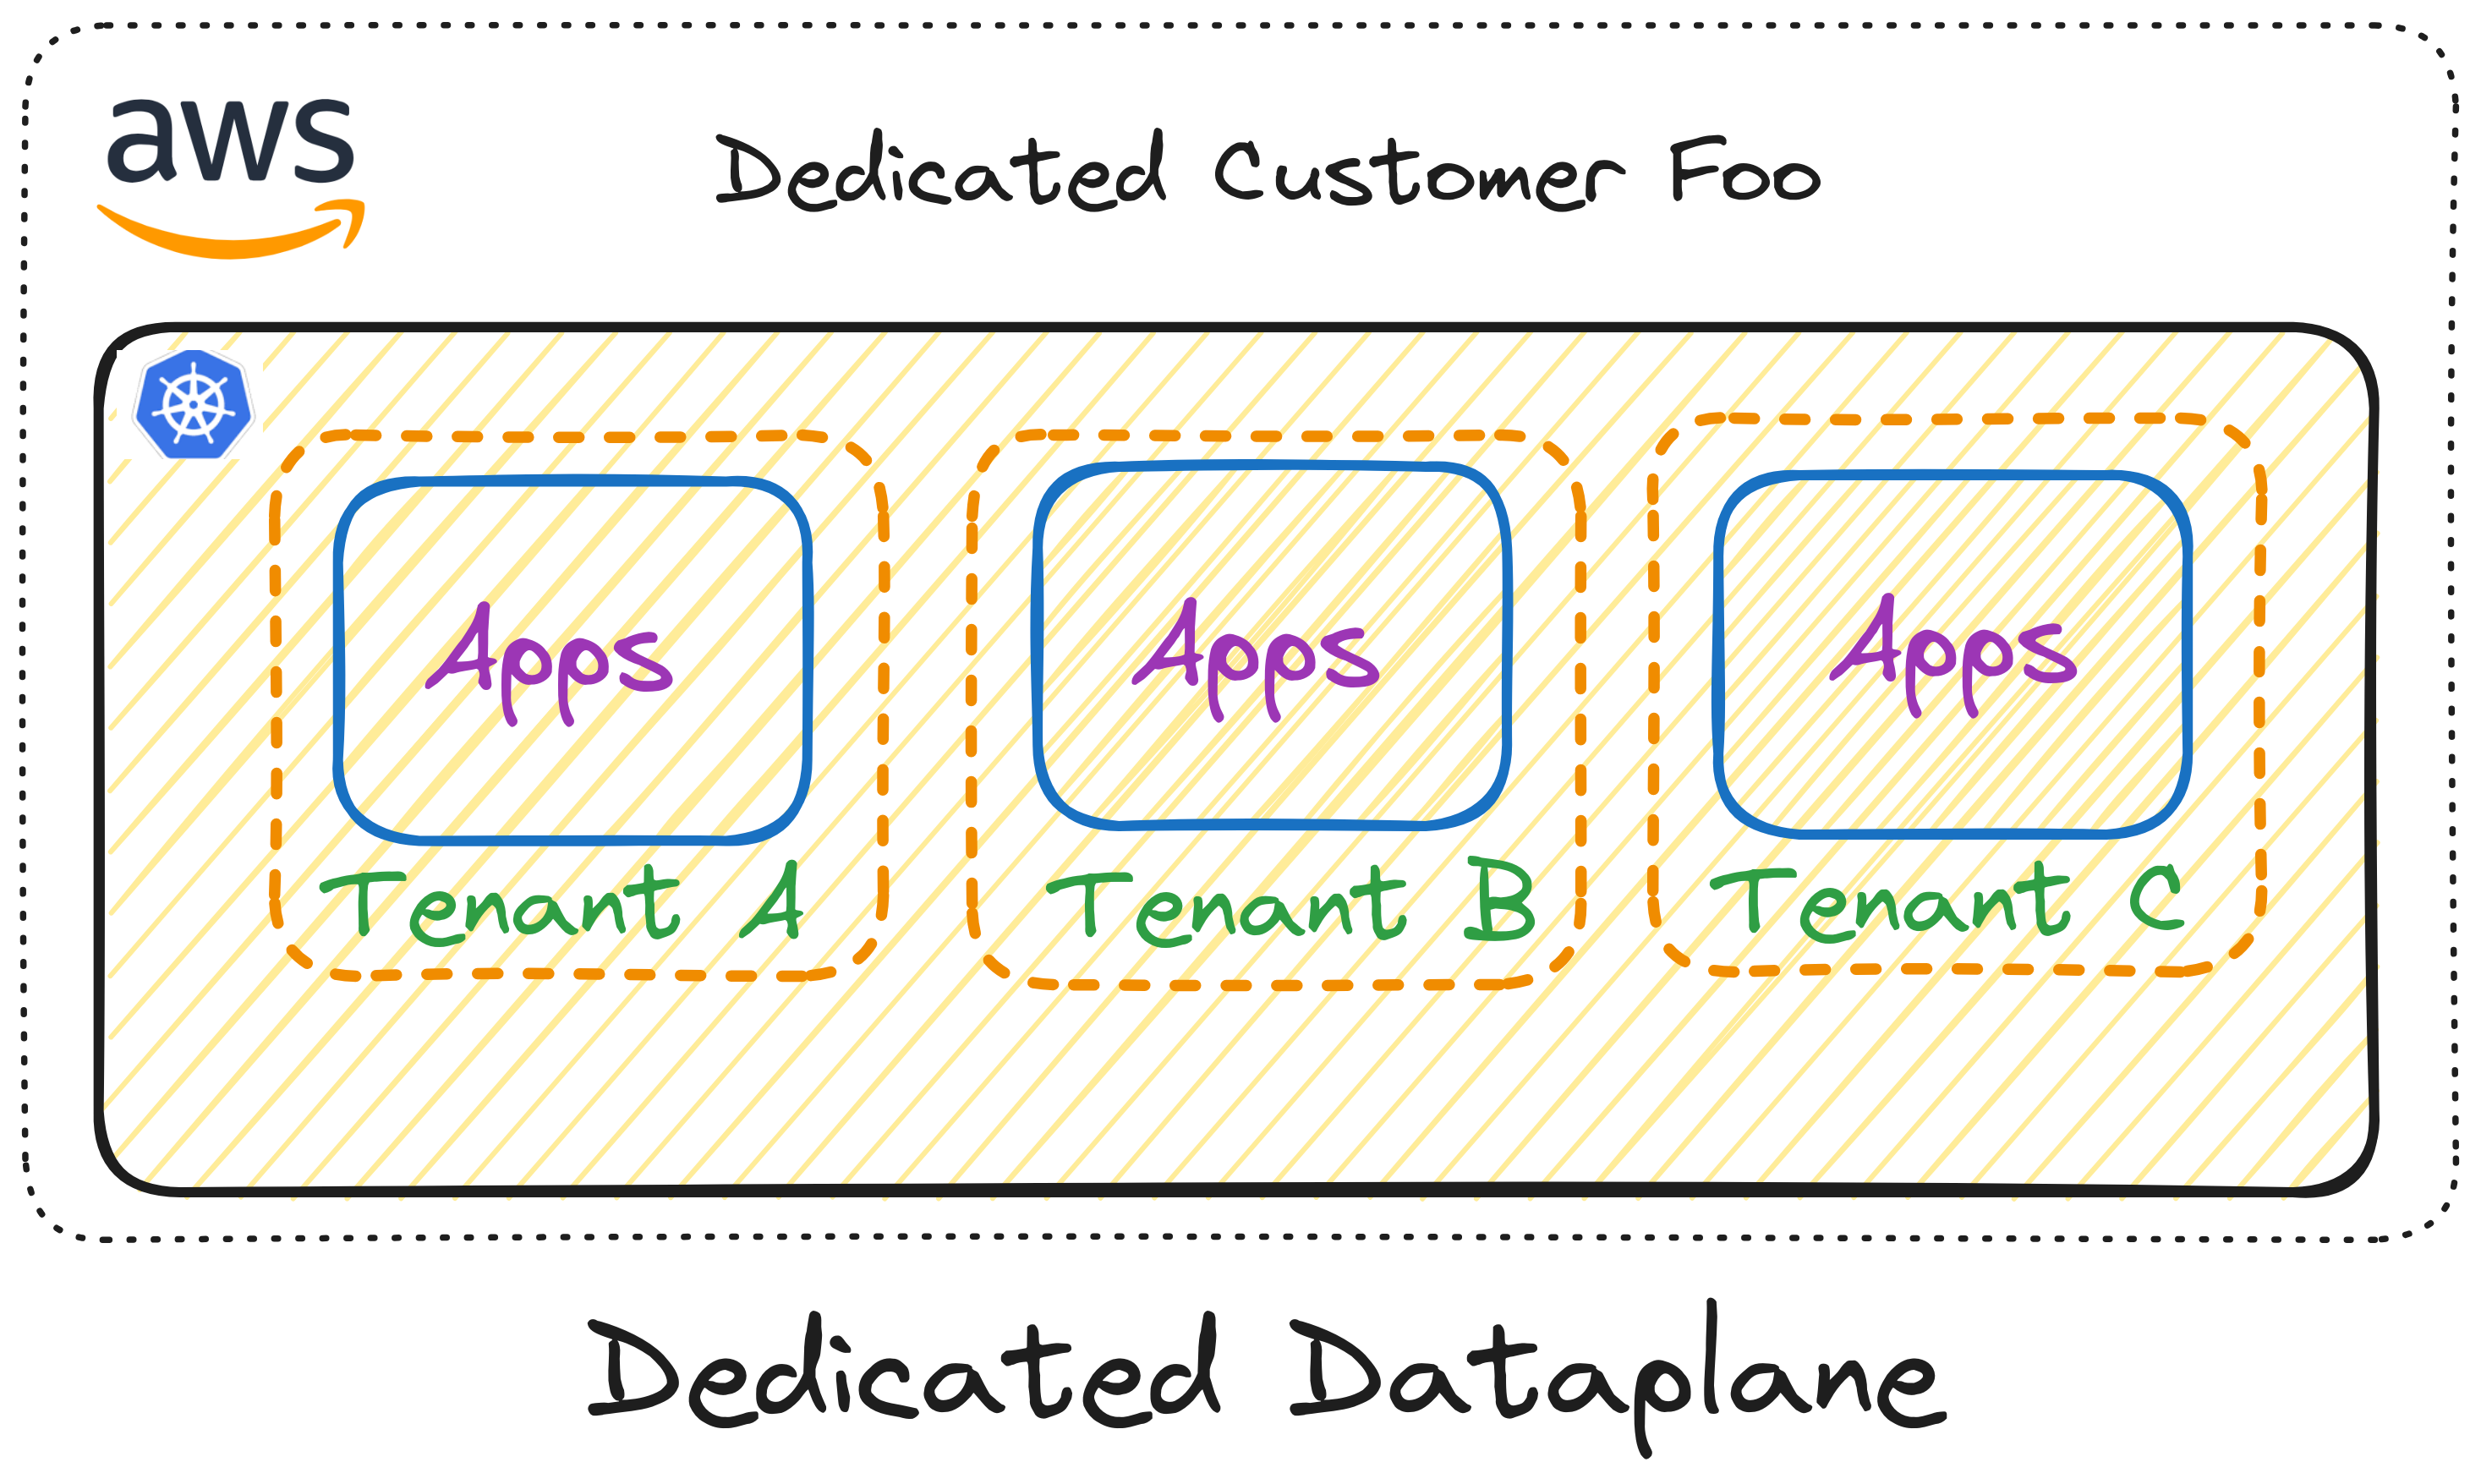 aws
Dedicated Customer Foo
Apps
Apps
Apps
Tenant A
Tenant B
Tenant C
Dedicated Dataplane